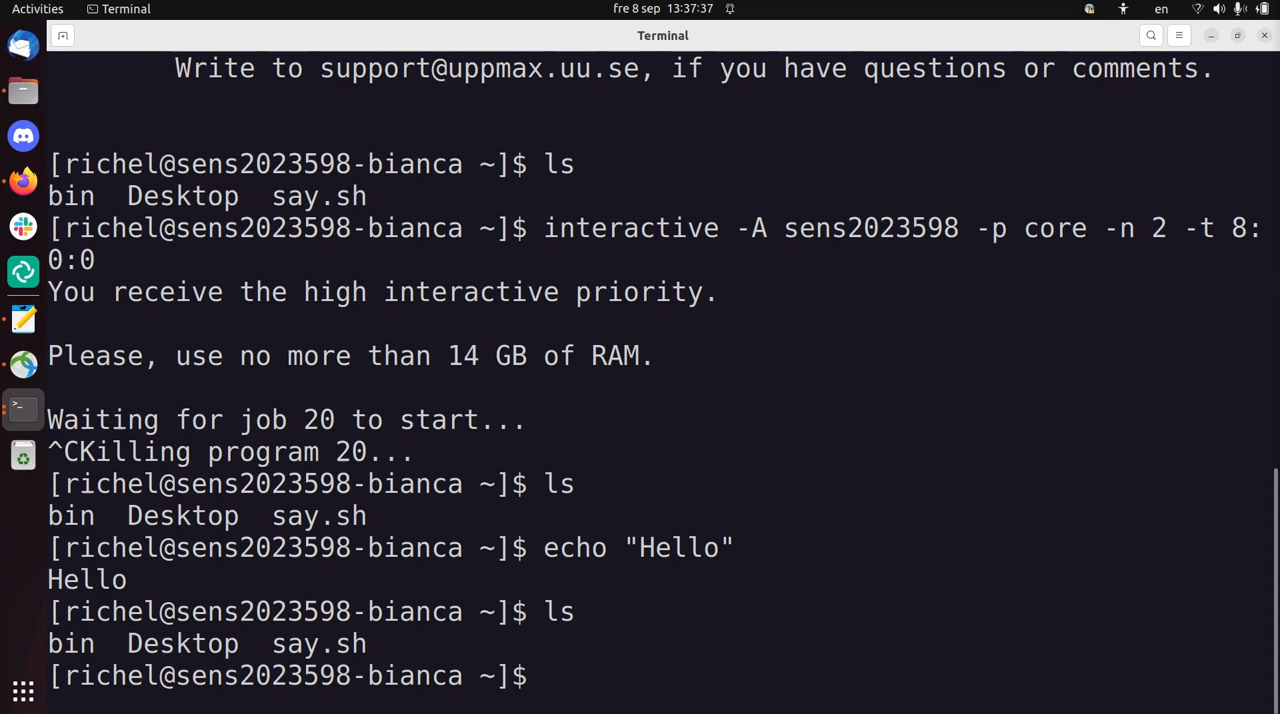 Activities Terminal fre 8 sep 13:37:37 en
Terminal
Write to support@uppmax.uu.se, if you have questions or comments.
[richel@sens2023598-bianca ~]$ ls
bin  Desktop  say.sh
[richel@sens2023598-bianca ~]$ interactive -A sens2023598 -p core -n 2 -t 8:
0:0
You receive the high interactive priority.
Please, use no more than 14 GB of RAM.
Waiting for job 20 to start...
^CKilling program 20...
[richel@sens2023598-bianca ~]$ ls
bin  Desktop  say.sh
[richel@sens2023598-bianca ~]$ echo "Hello"
Hello
[richel@sens2023598-bianca ~]$ ls
bin  Desktop  say.sh
[richel@sens2023598-bianca ~]$